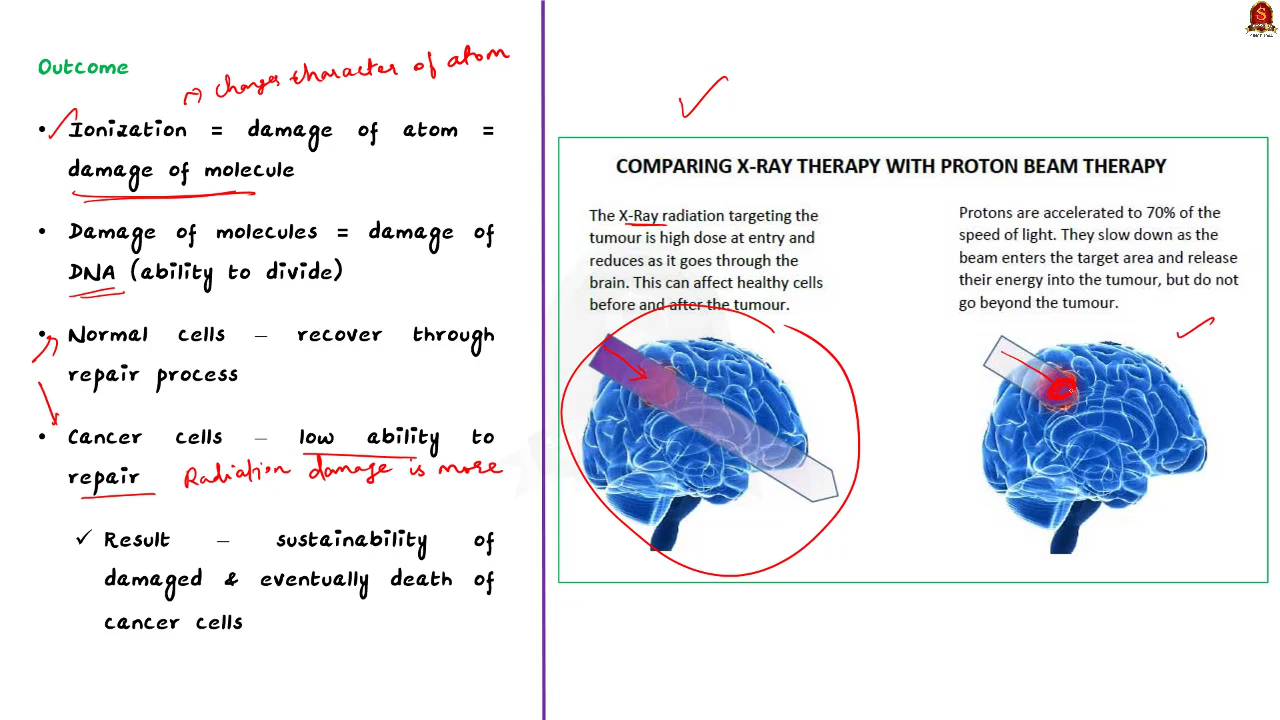 Outcome
→ changes character of atom
• Ionization = damage of atom =
damage of molecule
• Damage of molecules = damage of
DNA (ability to divide)
• Normal cells – recover through
repair process
• Cancer cells – low ability to
repair Radiation damage is more
✓ Result – sustainability of
damaged & eventually death of
cancer cells
COMPARING X-RAY THERAPY WITH PROTON BEAM THERAPY
The X-Ray radiation targeting the
tumour is high dose at entry and
reduces as it goes through the
brain. This can affect healthy cells
before and after the tumour.
Protons are accelerated to 70% of the
speed of light. They slow down as the
beam enters the target area and release
their energy into the tumour, but do not
go beyond the tumour.
S